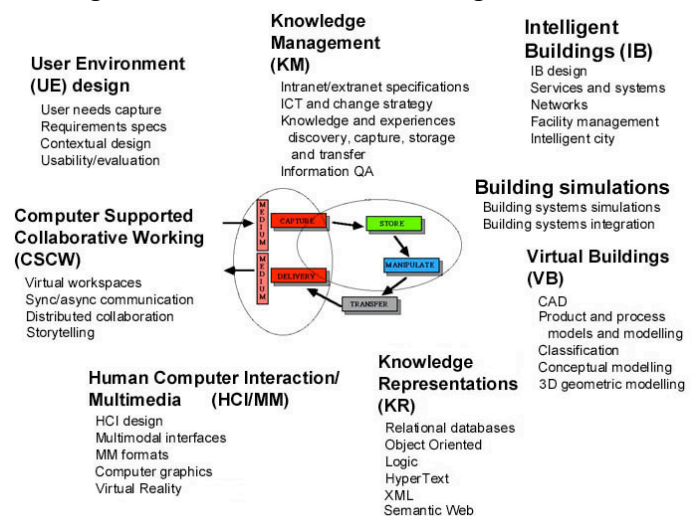 Knowledge
Management
(KM)
Intranet/extranet specifications
ICT and change strategy
Knowledge and experiences
discovery, capture, storage
and transfer
Information QA
User Environment
(UE) design
User needs capture
Requirements specs
Contextual design
Usability/evaluation
Intelligent
Buildings (IB)
IB design
Services and systems
Networks
Facility management
Intelligent city
Building simulations
Building systems simulations
Building systems integration
Computer Supported
Collaborative Working
(CSCW)
Virtual workspaces
Sync/async communication
Distributed collaboration
Storytelling
MEDIUM
CAPTURE
STORE
MANIPULATE
MEDIUM
DELIVERY
TRANSFER
Virtual Buildings
(VB)
CAD
Product and process
models and modelling
Classification
Conceptual modelling
3D geometric modelling
Human Computer Interaction/
Multimedia (HCI/MM)
HCI design
Multimodal interfaces
MM formats
Computer graphics
Virtual Reality
Knowledge
Representations
(KR)
Relational databases
Object Oriented
Logic
HyperText
XML
Semantic Web